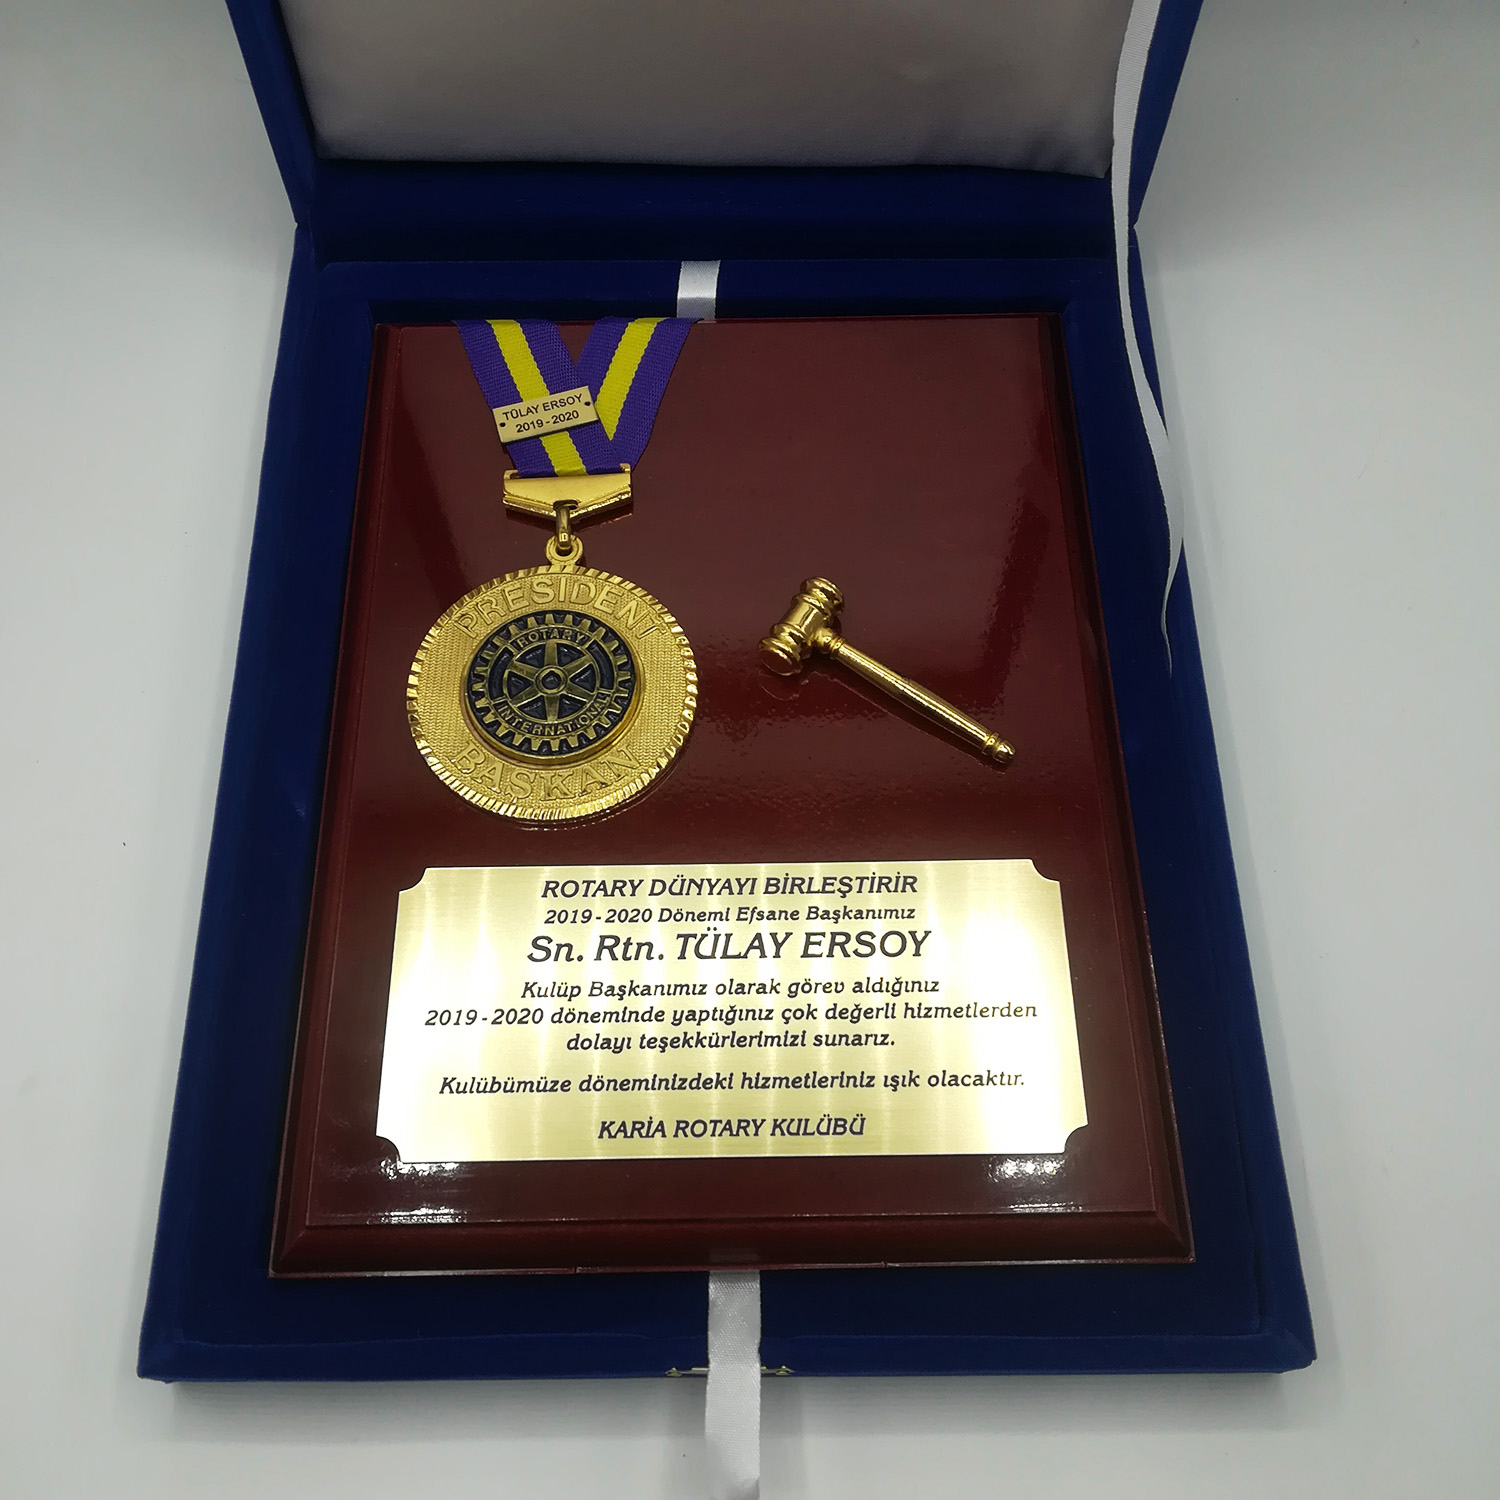 TÜLAY ERSOY
2019-2020
PRESIDENT
ROTARY
INTERNATIONAL
BAŞKAN
ROTARY DÜNYAYI BİRLEŞTİRİR
2019-2020 Dönemi Efsane Başkanımız
Sn. Rtn. TÜLAY ERSOY
Kulüp Başkanımız olarak görev aldığınız
2019-2020 döneminde yaptığınız çok değerli hizmetlerden
dolayı teşekkürlerimizi sunarız.
Kulübümüze döneminizdeki hizmetleriniz ışık olacaktır.
KARİA ROTARY KULÜBÜ